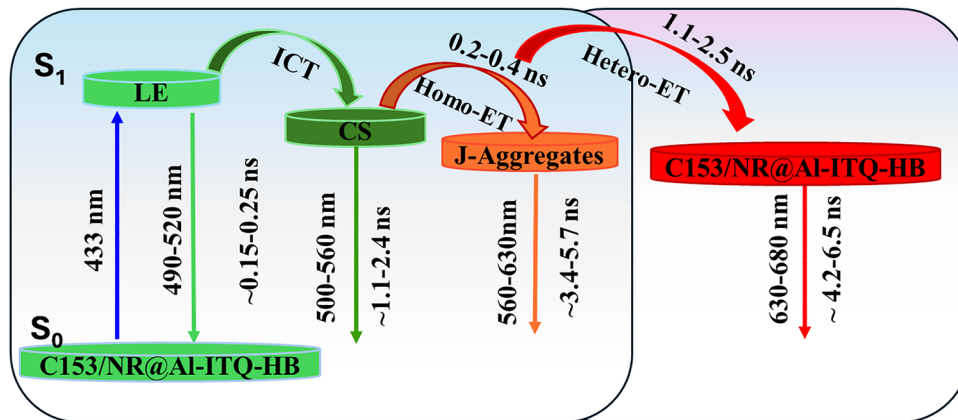 S1
LE
ICT
CS
0.2-0.4 ns
Homo-ET
J-Aggregates
1.1-2.5 ns
Hetero-ET
C153/NR@Al-ITQ-HB
433 nm
490-520 nm
~0.15-0.25 ns
500-560 nm
~1.1-2.4 ns
560-630nm
~3.4-5.7 ns
630-680 nm
~ 4.2-6.5 ns
S0
C153/NR@Al-ITQ-HB